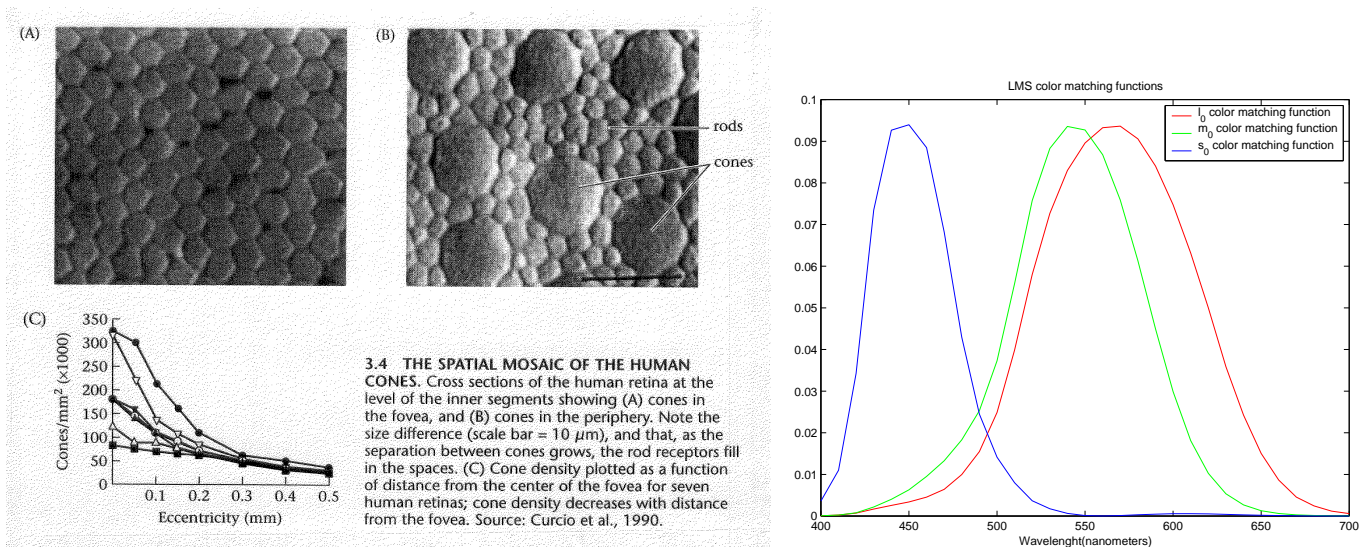 (A)
(B)
rods
cones
(C)
350
300
250
200
150
100
50
0
Cones/mm² (×1000)
0.1 0.2 0.3 0.4 0.5
Eccentricity (mm)
3.4 THE SPATIAL MOSAIC OF THE HUMAN
CONES. Cross sections of the human retina at the
level of the inner segments showing (A) cones in
the fovea, and (B) cones in the periphery. Note the
size difference (scale bar = 10 μm), and that, as the
separation between cones grows, the rod receptors fill
in the spaces. (C) Cone density plotted as a function
of distance from the center of the fovea for seven
human retinas; cone density decreases with distance
from the fovea. Source: Curcio et al., 1990.
LMS color matching functions
0.1
0.09
0.08
0.07
0.06
0.05
0.04
0.03
0.02
0.01
0
l₀ color matching function
m₀ color matching function
s₀ color matching function
400 450 500 550 600 650 700
Wavelenght(nanometers)